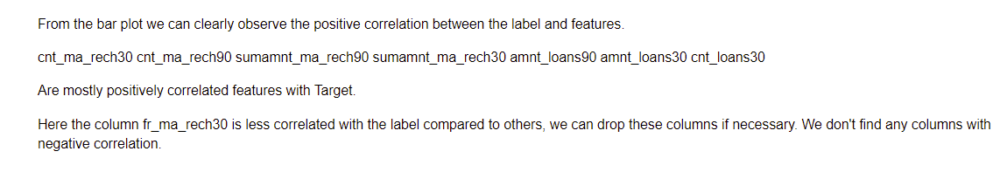 From the bar plot we can clearly observe the positive correlation between the label and features.
cnt_ma_rech30 cnt_ma_rech90 sumamnt_ma_rech90 sumamnt_ma_rech30 amnt_loans90 amnt_loans30 cnt_loans30
Are mostly positively correlated features with Target.
Here the column fr_ma_rech30 is less correlated with the label compared to others, we can drop these columns if necessary. We don't find any columns with
negative correlation.